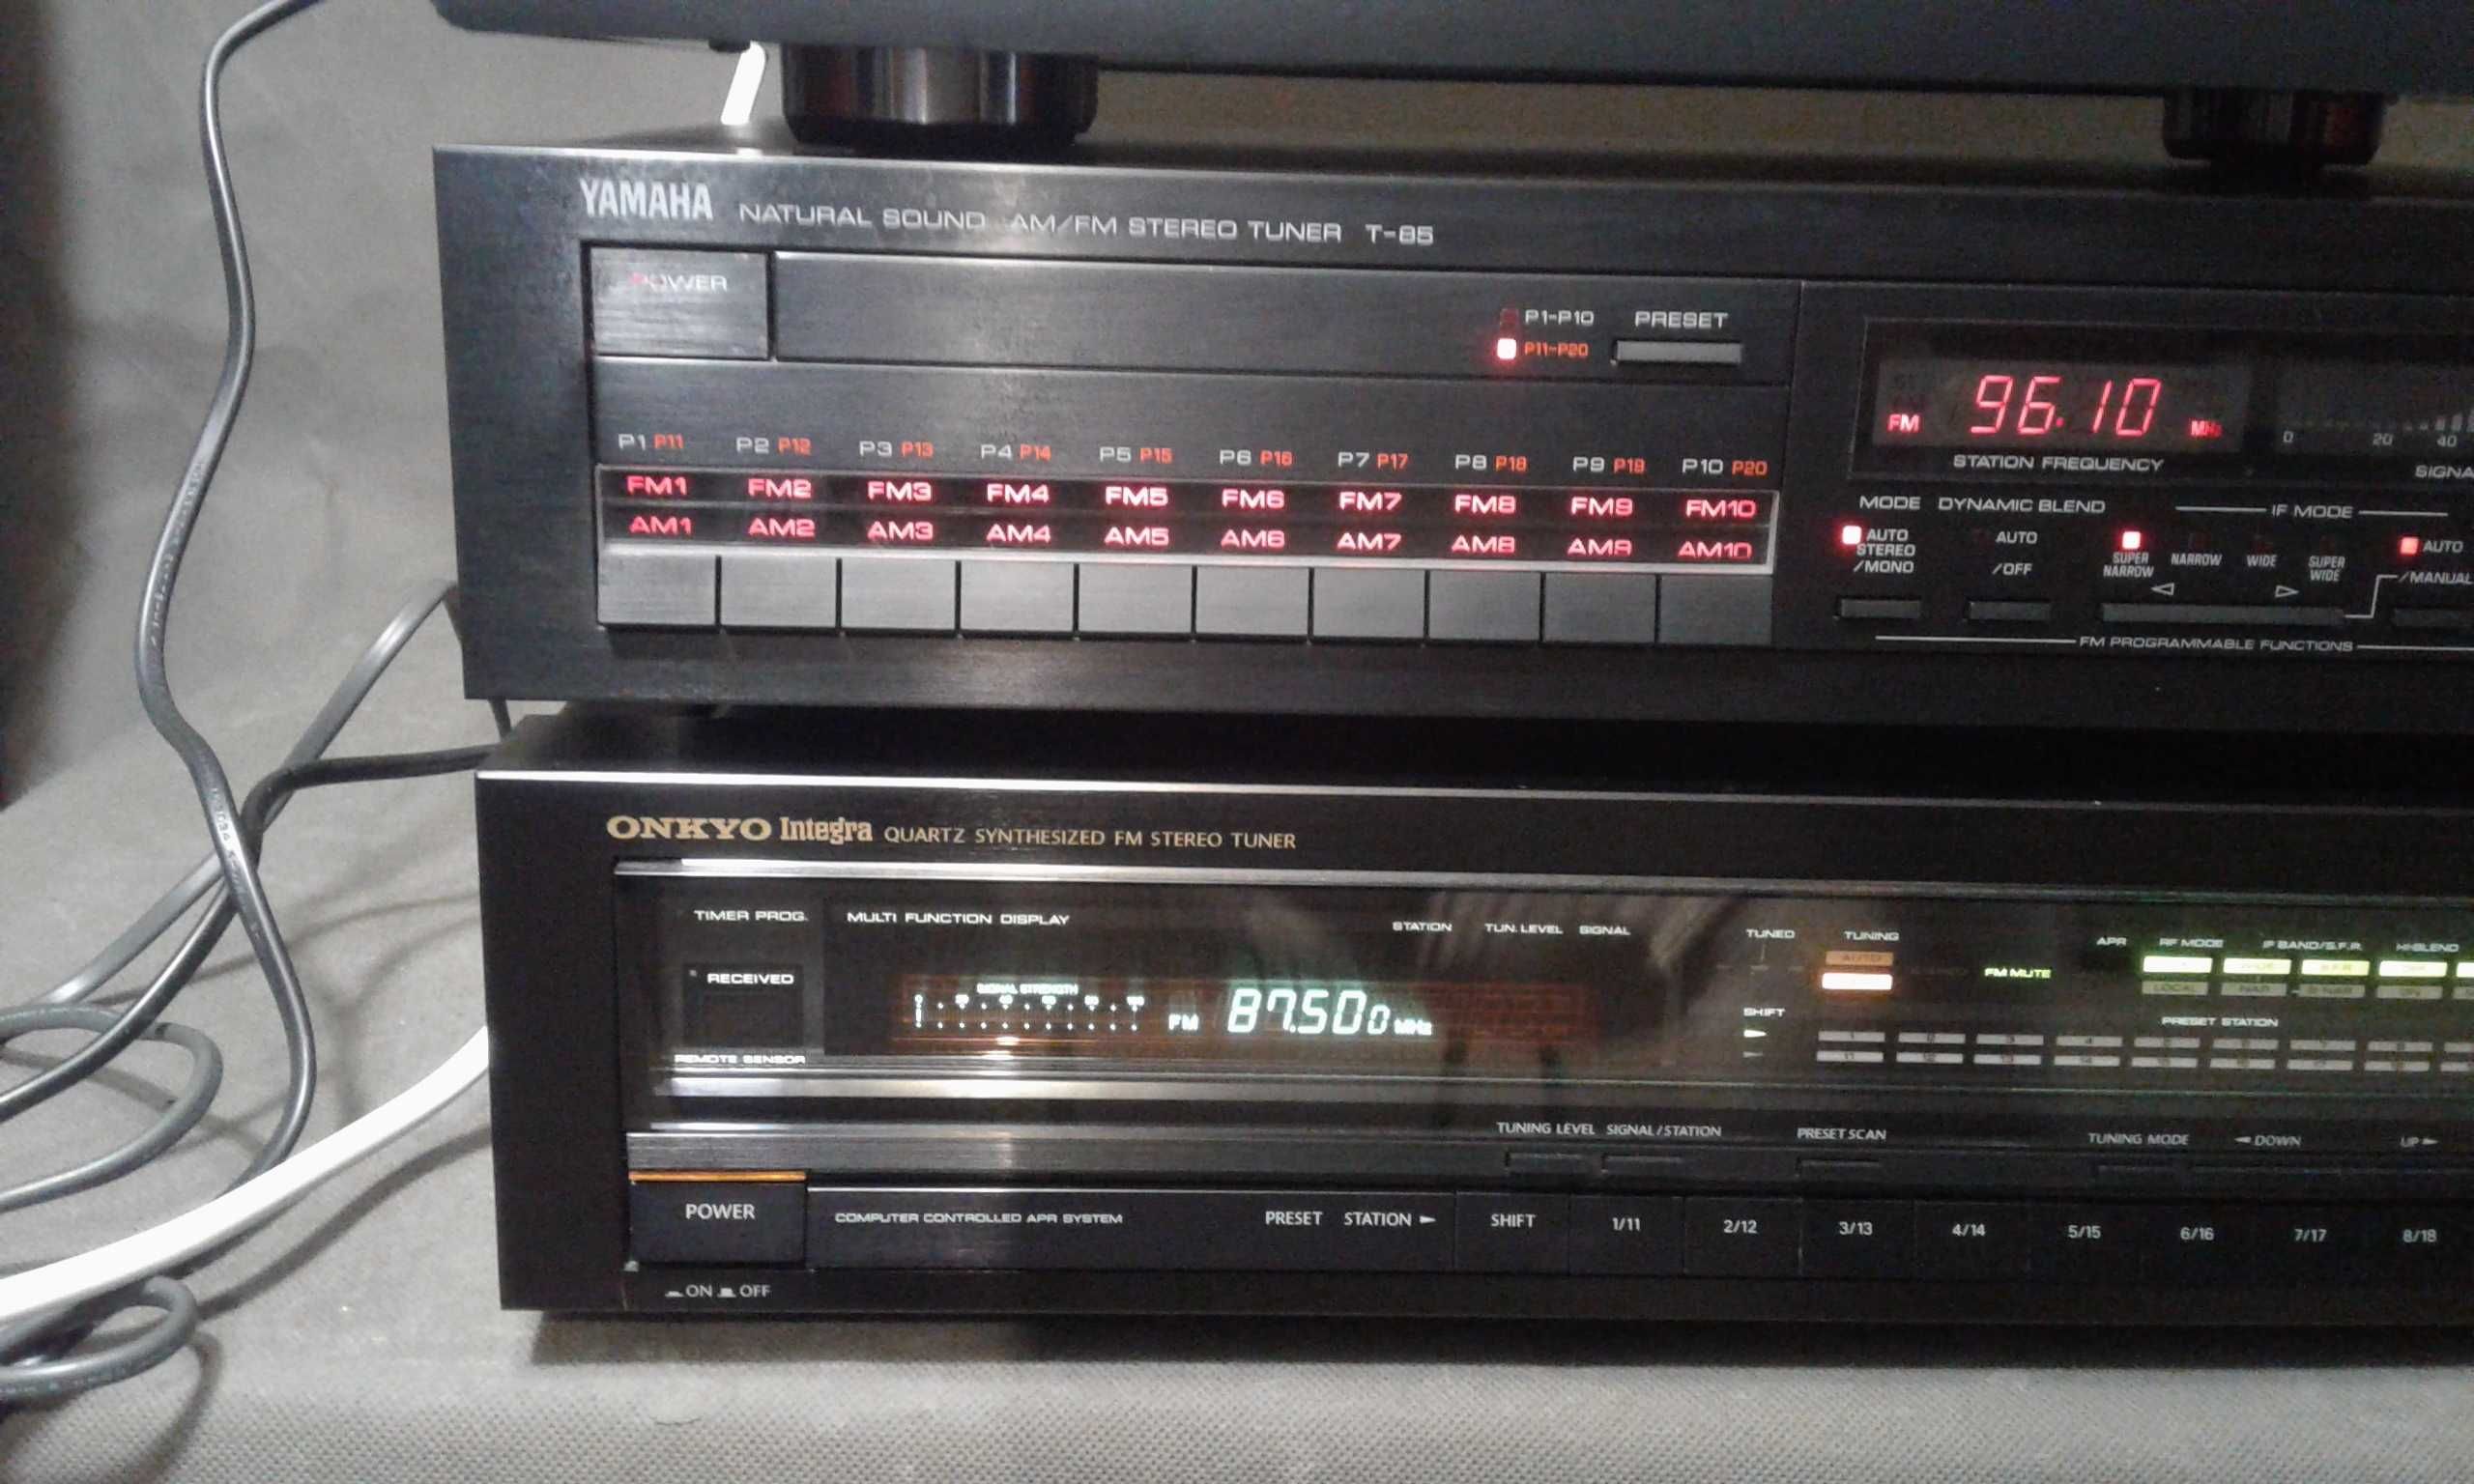 YAMAHA NATURAL SOUND AM/FM STEREO TUNER T-85
POWER
P1-P10 PRESET
P11-P20
P1 P11 P2 P12 P3 P13 P4 P14 P5 P15 P6 P16 P7 P17 P8 P18 P9 P19 P10 P20
FM1 FM2 FM3 FM4 FM5 FM6 FM7 FM8 FM9 FM10
AM1 AM2 AM3 AM4 AM5 AM6 AM7 AM8 AM9 AM10
FM 96.10 MHz
0 20 40
STATION FREQUENCY SIGNA
MODE DYNAMIC BLEND IF MODE
AUTO STEREO /MONO AUTO /OFF SUPER NARROW NARROW WIDE SUPER WIDE AUTO /MANUAL
FM PROGRAMMABLE FUNCTIONS
ONKYO Integra QUARTZ SYNTHESIZED FM STEREO TUNER
TIMER PROG. MULTI FUNCTION DISPLAY STATION TUN. LEVEL SIGNAL TUNED TUNING APR RF MODE IF BAND/S.F.R. HI-BLEND
AUTO
RECEIVED FM MUTE
LOCAL
SIGNAL STRENGTH
FM 87.500 MHz
SHIFT PRESET STATION
REMOTE SENSOR
TUNING LEVEL SIGNAL/STATION PRESET SCAN TUNING MODE ◄DOWN UP►
POWER COMPUTER CONTROLLED APR SYSTEM PRESET STATION ► SHIFT 1/11 2/12 3/13 4/14 5/15 6/16 7/17 8/18
ON OFF